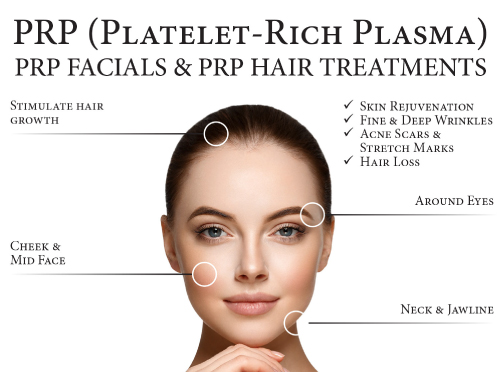 PRP (Platelet-Rich Plasma)
PRP FACIALS & PRP HAIR TREATMENTS
Stimulate hair
growth
✓ Skin Rejuvenation
✓ Fine & Deep Wrinkles
✓ Acne Scars &
Stretch Marks
✓ Hair Loss
Around Eyes
Cheek &
Mid Face
Neck & Jawline